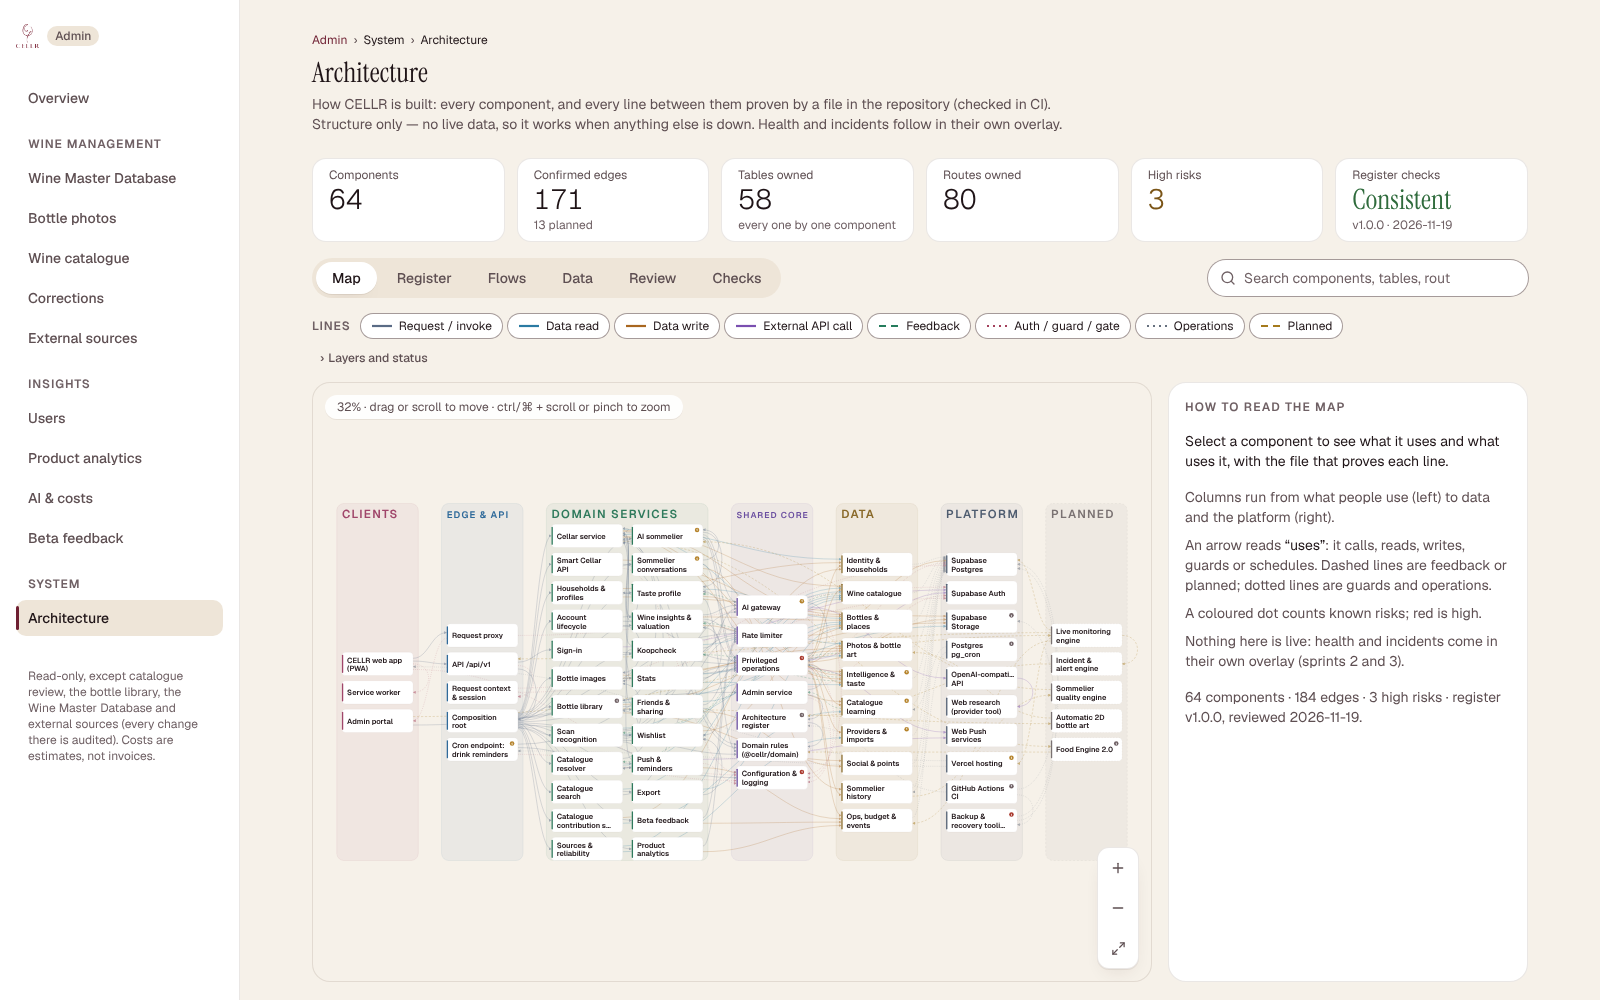 CELLR
Admin
Overview
WINE MANAGEMENT
Wine Master Database
Bottle photos
Wine catalogue
Corrections
External sources
INSIGHTS
Users
Product analytics
AI & costs
Beta feedback
SYSTEM
Architecture
Read-only, except catalogue
review, the bottle library, the
Wine Master Database and
external sources (every change
there is audited). Costs are
estimates, not invoices.
Admin › System › Architecture
Architecture
How CELLR is built: every component, and every line between them proven by a file in the repository (checked in CI).
Structure only — no live data, so it works when anything else is down. Health and incidents follow in their own overlay.
Components
64
Confirmed edges
171
13 planned
Tables owned
58
every one by one component
Routes owned
80
High risks
3
Register checks
Consistent
v1.0.0 · 2026-11-19
Map
Register
Flows
Data
Review
Checks
Search components, tables, rout
LINES
Request / invoke
Data read
Data write
External API call
Feedback
Auth / guard / gate
Operations
Planned
› Layers and status
32% · drag or scroll to move · ctrl/⌘ + scroll or pinch to zoom
CLIENTS
CELLR web app
(PWA)
Service worker
Admin portal
EDGE & API
Request proxy
API /api/v1
Request context
& session
Composition
root
Cron endpoint:
drink reminders
DOMAIN SERVICES
Cellar service
Smart Cellar
API
Households &
profiles
Account
lifecycle
Sign-in
Bottle images
Bottle library
Scan
recognition
Catalogue
resolver
Catalogue
search
Catalogue
contribution s...
Sources &
reliability
AI sommelier
Sommelier
conversations
Taste profile
Wine insights &
valuation
Koopcheck
Stats
Friends &
sharing
Wishlist
Push &
reminders
Export
Beta feedback
Product
analytics
SHARED CORE
AI gateway
Rate limiter
Privileged
operations
Admin service
Architecture
register
Domain rules
(@cellr/domain)
Configuration &
logging
DATA
Identity &
households
Wine catalogue
Bottles &
places
Photos & bottle
art
Intelligence &
taste
Catalogue
learning
Providers &
imports
Social & points
Sommelier
history
Ops, budget &
events
PLATFORM
Supabase
Postgres
Supabase Auth
Supabase
Storage
Postgres
pg_cron
OpenAI-compati...
API
Web research
(provider tool)
Web Push
services
Vercel hosting
GitHub Actions
CI
Backup &
recovery tooli...
PLANNED
Live monitoring
engine
Incident &
alert engine
Sommelier
quality engine
Automatic 2D
bottle art
Food Engine 2.0
HOW TO READ THE MAP
Select a component to see what it uses and what
uses it, with the file that proves each line.
Columns run from what people use (left) to data
and the platform (right).
An arrow reads “uses”: it calls, reads, writes,
guards or schedules. Dashed lines are feedback or
planned; dotted lines are guards and operations.
A coloured dot counts known risks; red is high.
Nothing here is live: health and incidents come in
their own overlay (sprints 2 and 3).
64 components · 184 edges · 3 high risks · register
v1.0.0, reviewed 2026-11-19.